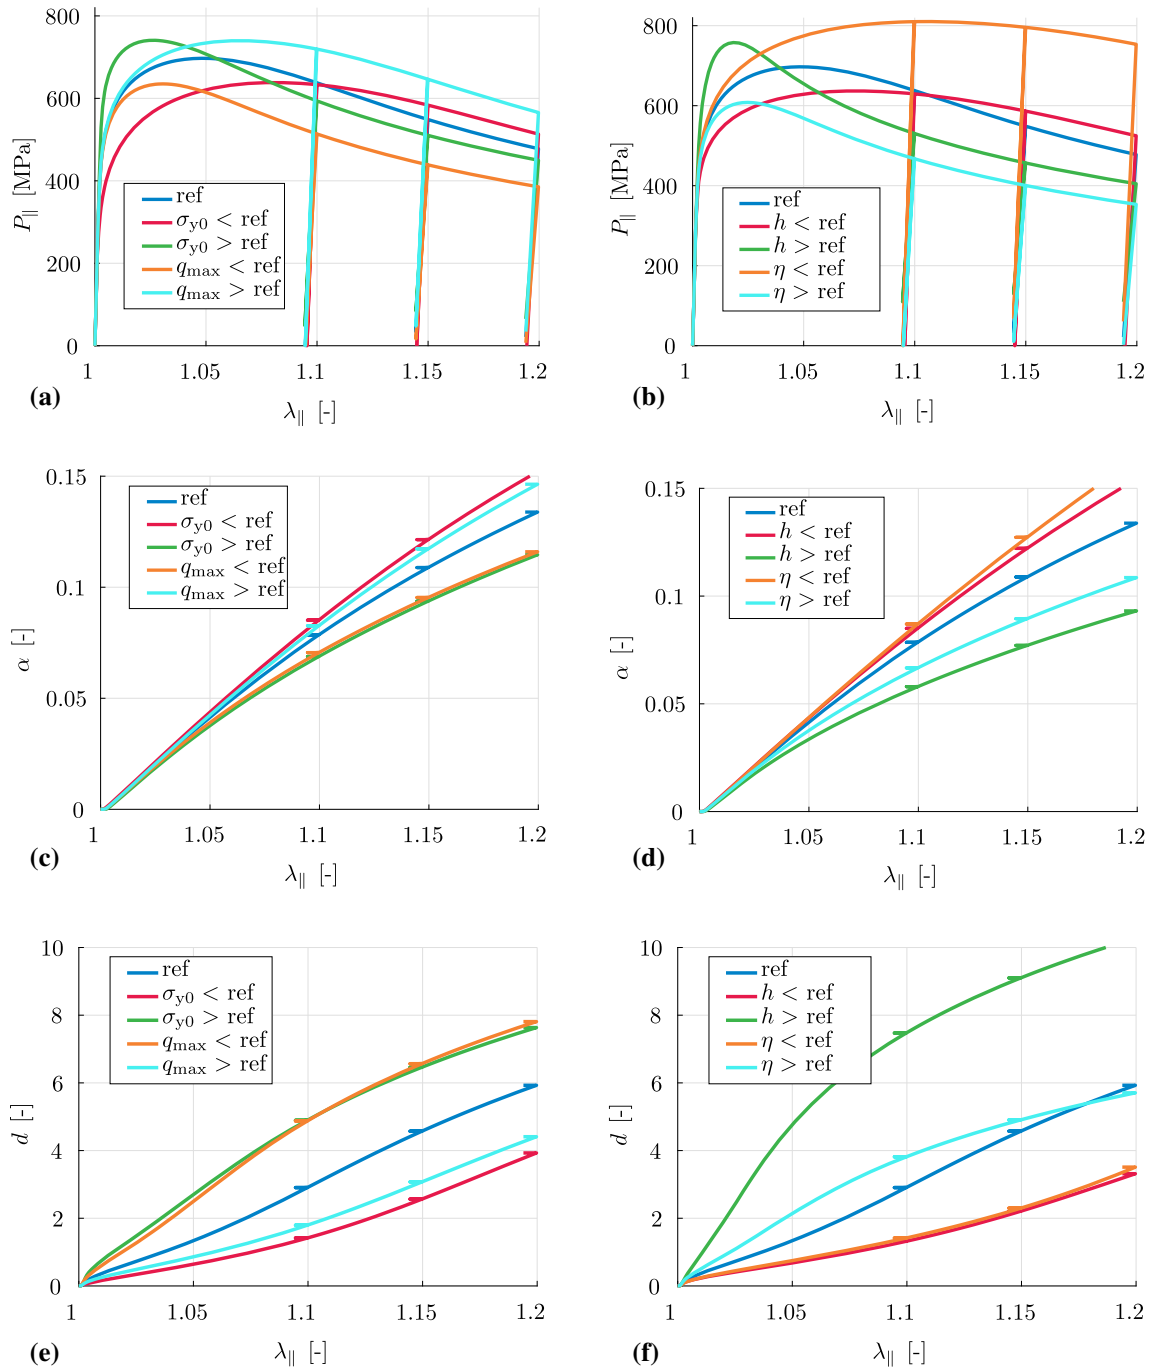 800
600
400
200
0
P∥ [MPa]
ref
σy0 < ref
σy0 > ref
qmax < ref
qmax > ref
1
1.05
1.1
1.15
1.2
(a)
λ∥ [-]
800
600
400
200
0
P∥ [MPa]
ref
h < ref
h > ref
η < ref
η > ref
1
1.05
1.1
1.15
1.2
(b)
λ∥ [-]
0.15
0.1
0.05
0
α [-]
ref
σy0 < ref
σy0 > ref
qmax < ref
qmax > ref
1
1.05
1.1
1.15
1.2
(c)
λ∥ [-]
0.15
0.1
0.05
0
α [-]
ref
h < ref
h > ref
η < ref
η > ref
1
1.05
1.1
1.15
1.2
(d)
λ∥ [-]
10
8
6
4
2
0
d [-]
ref
σy0 < ref
σy0 > ref
qmax < ref
qmax > ref
1
1.05
1.1
1.15
1.2
(e)
λ∥ [-]
10
8
6
4
2
0
d [-]
ref
h < ref
h > ref
η < ref
η > ref
1
1.05
1.1
1.15
1.2
(f)
λ∥ [-]